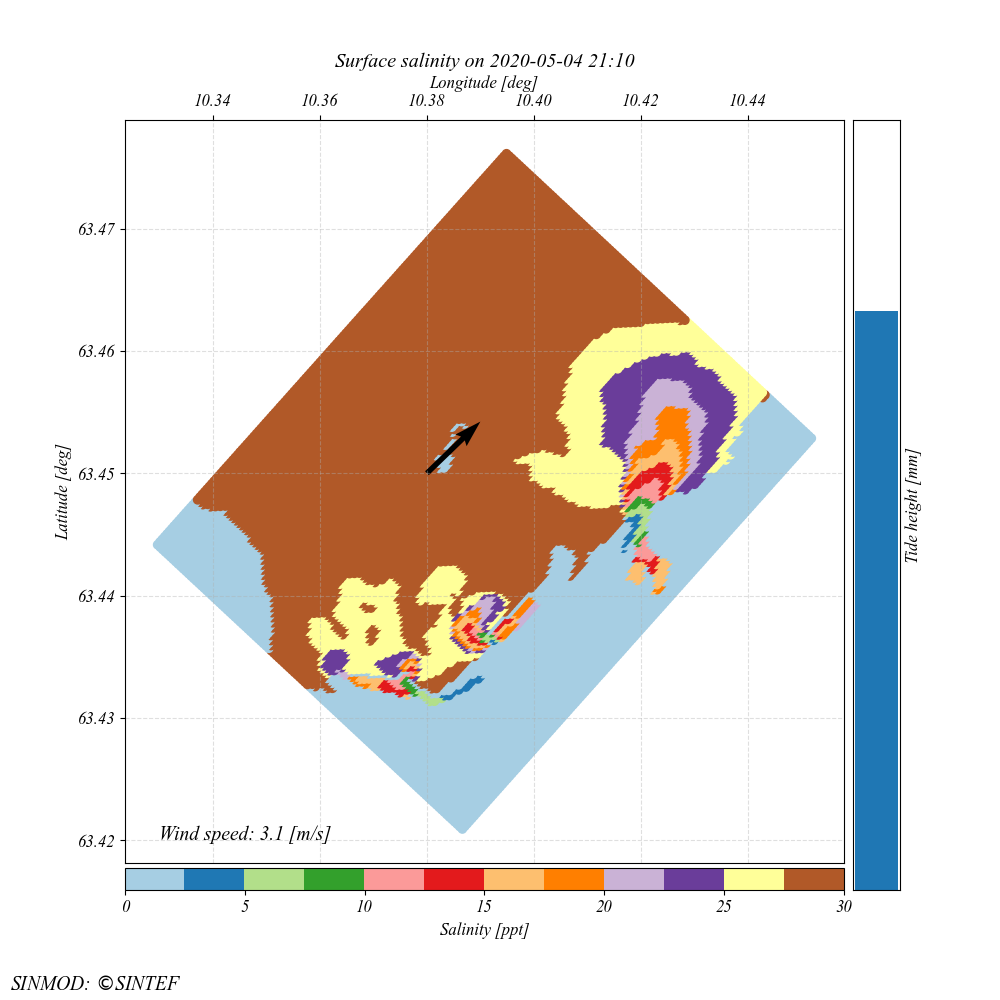 Surface salinity on 2020-05-04 21:10
Longitude [deg]
10.34 10.36 10.38 10.40 10.42 10.44
63.47
63.46
63.45
63.44
63.43
63.42
Latitude [deg]
Tide height [mm]
Wind speed: 3.1 [m/s]
0 5 10 15 20 25 30
Salinity [ppt]
SINMOD: ©SINTEF